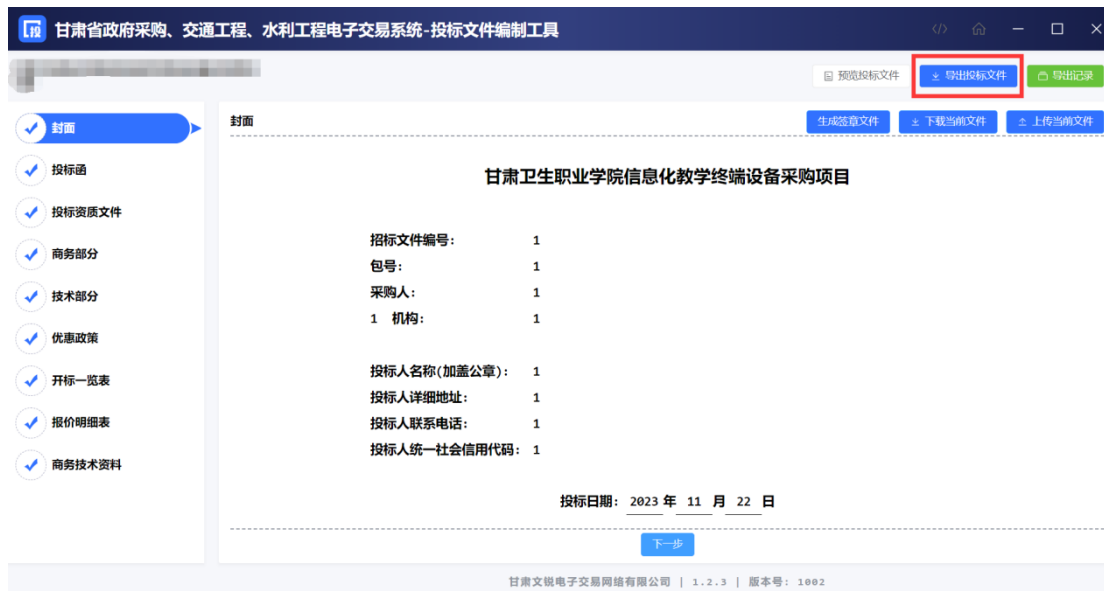 投 甘肃省政府采购、交通工程、水利工程电子交易系统-投标文件编制工具
预览投标文件 导出投标文件 导出记录
封面
投标函
投标资质文件
商务部分
技术部分
优惠政策
开标一览表
报价明细表
商务技术资料
封面 生成签章文件 下载当前文件 上传当前文件
甘肃卫生职业学院信息化教学终端设备采购项目
招标文件编号: 1
包号: 1
采购人: 1
1 机构: 1
投标人名称(加盖公章): 1
投标人详细地址: 1
投标人联系电话: 1
投标人统一社会信用代码: 1
投标日期: 2023 年 11 月 22 日
下一步
甘肃文锐电子交易网络有限公司 | 1.2.3 | 版本号: 1002